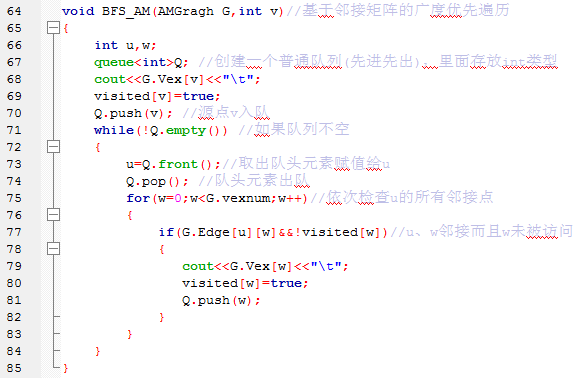 64 void BFS_AM(AMGragh G,int v)//基于邻接矩阵的广度优先遍历
65 {
66 int u,w;
67 queue<int>Q; //创建一个普通队列(先进先出)，里面存放int类型
68 cout<<G.Vex[v]<<"\t";
69 visited[v]=true;
70 Q.push(v); //源点v入队
71 while(!Q.empty()) //如果队列不空
72 {
73 u=Q.front();//取出队头元素赋值给u
74 Q.pop(); //队头元素出队
75 for(w=0;w<G.vexnum;w++)//依次检查u的所有邻接点
76 {
77 if(G.Edge[u][w]&&!visited[w])//u、w邻接而且w未被访问
78 {
79 cout<<G.Vex[w]<<"\t";
80 visited[w]=true;
81 Q.push(w);
82 }
83 }
84 }
85 }